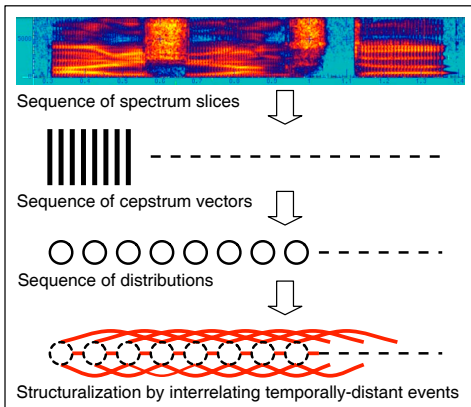 Sequence of spectrum slices
Sequence of cepstrum vectors
Sequence of distributions
Structuralization by interrelating temporally-distant events